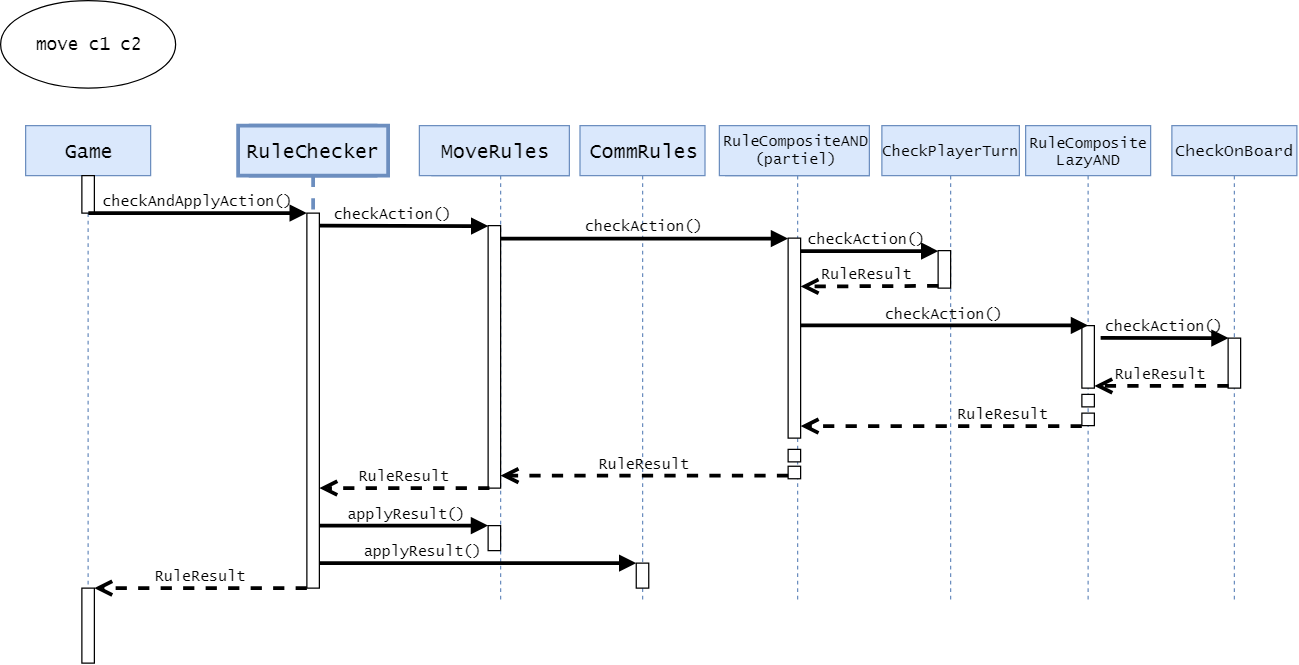 move c1 c2
Game
RuleChecker
MoveRules
CommRules
RuleCompositeAND
(partiel)
CheckPlayerTurn
RuleComposite
LazyAND
CheckOnBoard
checkAndApplyAction()
checkAction()
checkAction()
checkAction()
RuleResult
checkAction()
checkAction()
RuleResult
RuleResult
RuleResult
RuleResult
applyResult()
applyResult()
RuleResult